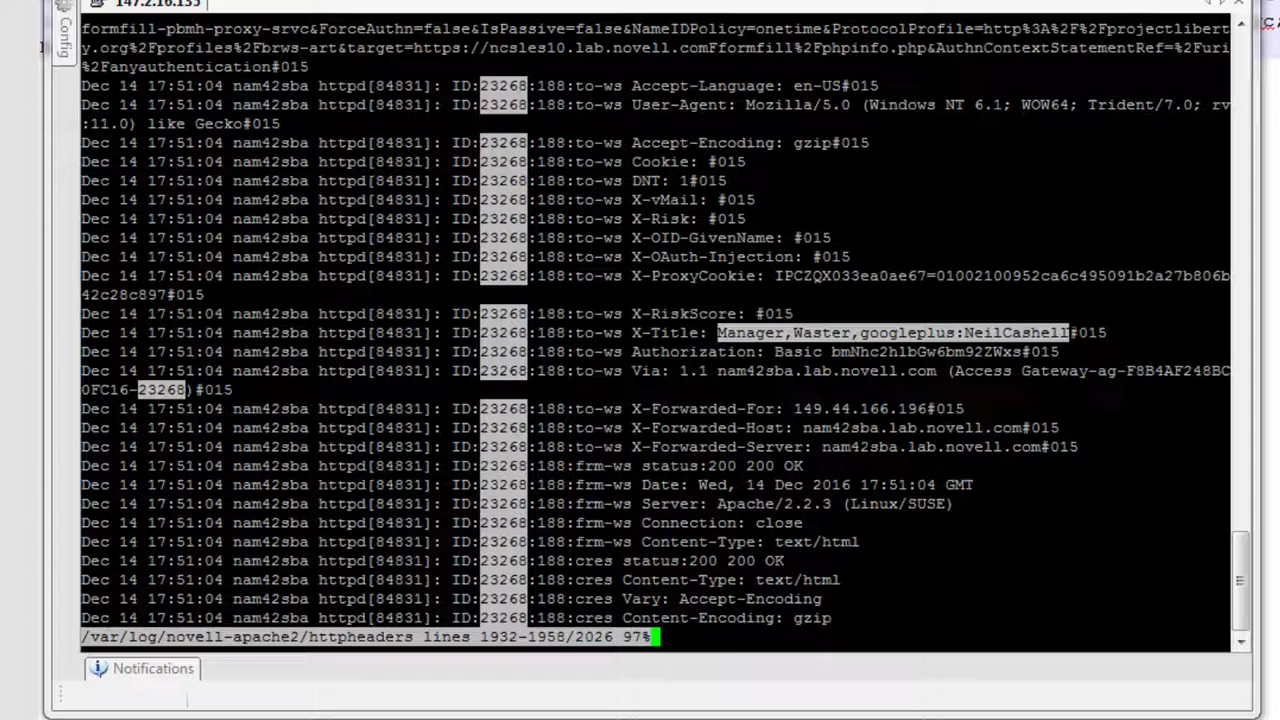 147.2.16.135
Config
formfill-pbmh-proxy-srvc&ForceAuthn=false&IsPassive=false&NameIDPolicy=onetime&ProtocolProfile=http%3A%2F%2Fprojectlibert
y.org%2Fprofiles%2Fbrws-art&target=https://tcsles10.lab.novell.comFformfill%2Fphpinfo.php&AuthnContextStatementRef=%2Furi
%2Fanyauthentication#015
Dec 14 17:51:04 nam42sba httpd[84831]: ID:23268:188:to-ws Accept-Language: en-US#015
Dec 14 17:51:04 nam42sba httpd[84831]: ID:23268:188:to-ws User-Agent: Mozilla/5.0 (Windows NT 6.1; WOW64; Trident/7.0; rv
:11.0) like Gecko#015
Dec 14 17:51:04 nam42sba httpd[84831]: ID:23268:188:to-ws Accept-Encoding: gzip#015
Dec 14 17:51:04 nam42sba httpd[84831]: ID:23268:188:to-ws Cookie: #015
Dec 14 17:51:04 nam42sba httpd[84831]: ID:23268:188:to-ws DNT: 1#015
Dec 14 17:51:04 nam42sba httpd[84831]: ID:23268:188:to-ws X-vMail: #015
Dec 14 17:51:04 nam42sba httpd[84831]: ID:23268:188:to-ws X-Risk: #015
Dec 14 17:51:04 nam42sba httpd[84831]: ID:23268:188:to-ws X-OID-GivenName: #015
Dec 14 17:51:04 nam42sba httpd[84831]: ID:23268:188:to-ws X-OAuth-Injection: #015
Dec 14 17:51:04 nam42sba httpd[84831]: ID:23268:188:to-ws X-ProxyCookie: IPCZQX033ea0ae67=01002100952ca6c495091b2a27b806b
42c28c897#015
Dec 14 17:51:04 nam42sba httpd[84831]: ID:23268:188:to-ws X-RiskScore: #015
Dec 14 17:51:04 nam42sba httpd[84831]: ID:23268:188:to-ws X-Title: Manager,Waster,googleplus:NeilCashell#015
Dec 14 17:51:04 nam42sba httpd[84831]: ID:23268:188:to-ws Authorization: Basic bmNhc2hlbGw6bm92ZWxs#015
Dec 14 17:51:04 nam42sba httpd[84831]: ID:23268:188:to-ws Via: 1.1 nam42sba.lab.novell.com (Access Gateway-ag-F8B4AF248BC
0FC16-23268)#015
Dec 14 17:51:04 nam42sba httpd[84831]: ID:23268:188:to-ws X-Forwarded-For: 149.44.166.196#015
Dec 14 17:51:04 nam42sba httpd[84831]: ID:23268:188:to-ws X-Forwarded-Host: nam42sba.lab.novell.com#015
Dec 14 17:51:04 nam42sba httpd[84831]: ID:23268:188:to-ws X-Forwarded-Server: nam42sba.lab.novell.com#015
Dec 14 17:51:04 nam42sba httpd[84831]: ID:23268:188:frm-ws status:200 200 OK
Dec 14 17:51:04 nam42sba httpd[84831]: ID:23268:188:frm-ws Date: Wed, 14 Dec 2016 17:51:04 GMT
Dec 14 17:51:04 nam42sba httpd[84831]: ID:23268:188:frm-ws Server: Apache/2.2.3 (Linux/SUSE)
Dec 14 17:51:04 nam42sba httpd[84831]: ID:23268:188:frm-ws Connection: close
Dec 14 17:51:04 nam42sba httpd[84831]: ID:23268:188:frm-ws Content-Type: text/html
Dec 14 17:51:04 nam42sba httpd[84831]: ID:23268:188:cres status:200 200 OK
Dec 14 17:51:04 nam42sba httpd[84831]: ID:23268:188:cres Content-Type: text/html
Dec 14 17:51:04 nam42sba httpd[84831]: ID:23268:188:cres Vary: Accept-Encoding
Dec 14 17:51:04 nam42sba httpd[84831]: ID:23268:188:cres Content-Encoding: gzip
/var/log/novell-apache2/httpheaders lines 1932-1958/2026 97%
Notifications